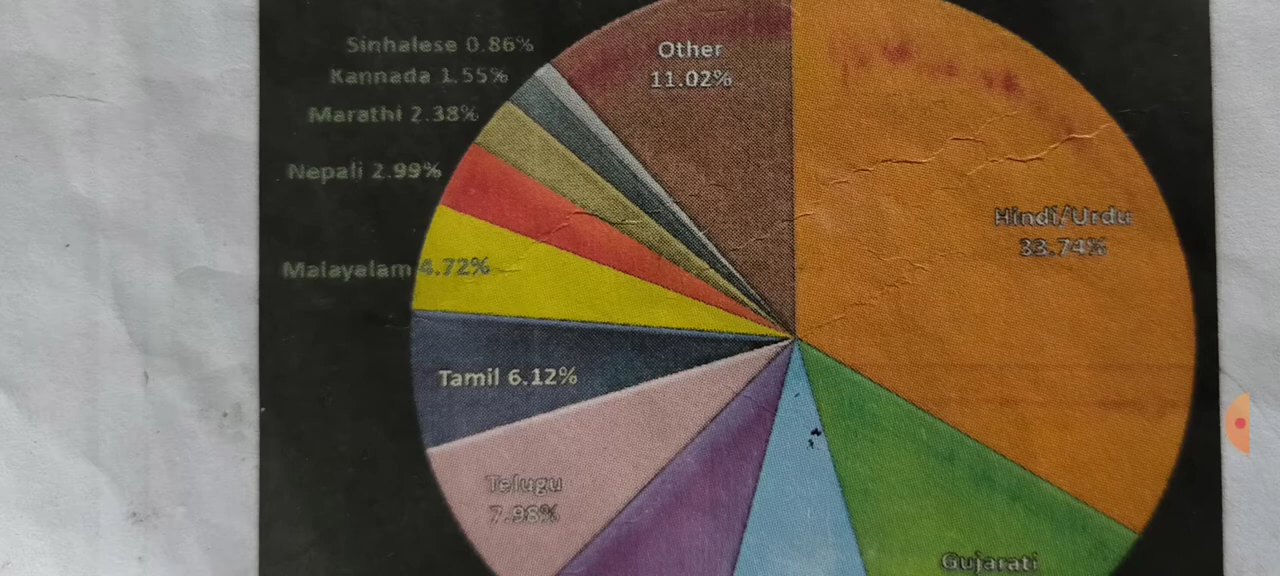 Sinhalese 0.86%
Kannada 1.55%
Marathi 2.38%
Nepali 2.99%
Malayalam 4.72%
Tamil 6.12%
Telugu
7.98%
Other
11.02%
Hindi/Urdu
33.74%
Gujarati